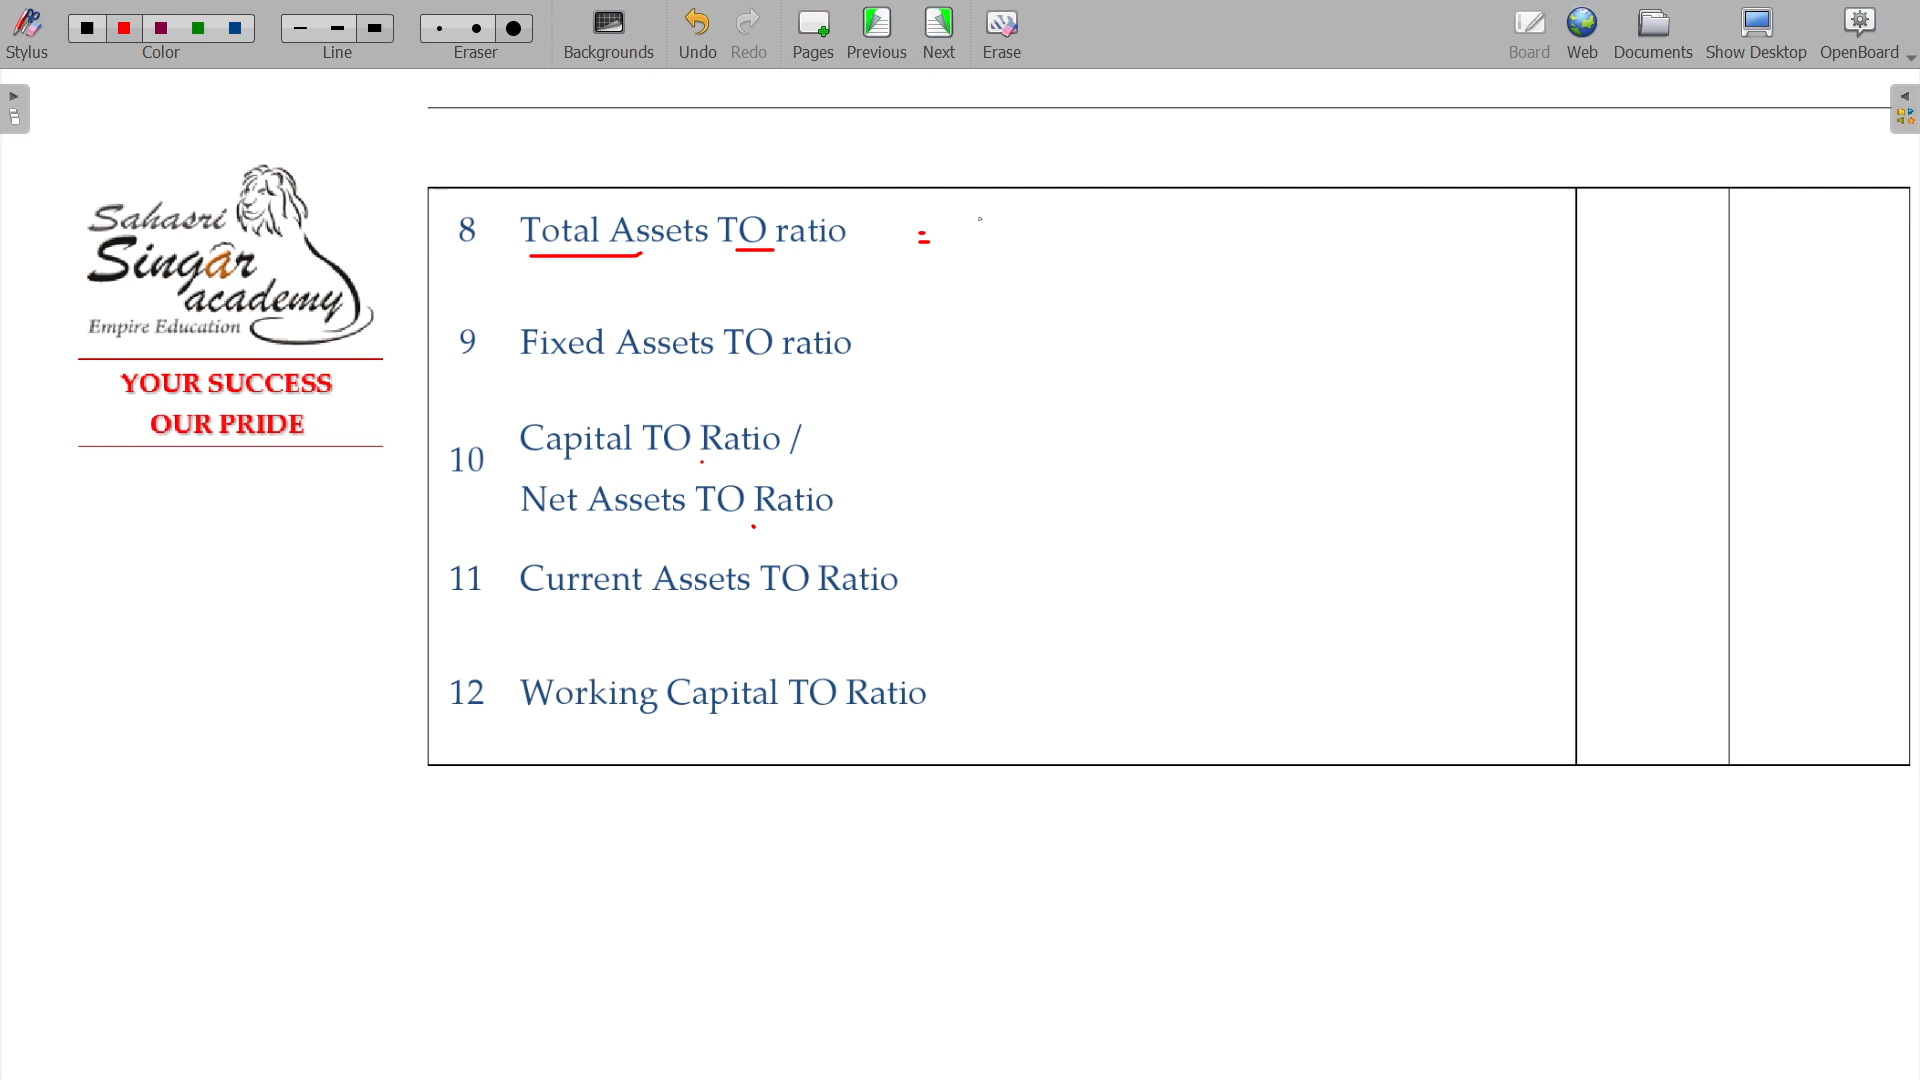 Stylus
Color
Line
Eraser
Backgrounds
Undo
Redo
Pages
Previous
Next
Erase
Board
Web
Documents
Show Desktop
OpenBoard
Sahasri
Singar
academy
Empire Education
YOUR SUCCESS
OUR PRIDE
8 Total Assets TO ratio =
9 Fixed Assets TO ratio
10 Capital TO Ratio /
Net Assets TO Ratio
11 Current Assets TO Ratio
12 Working Capital TO Ratio